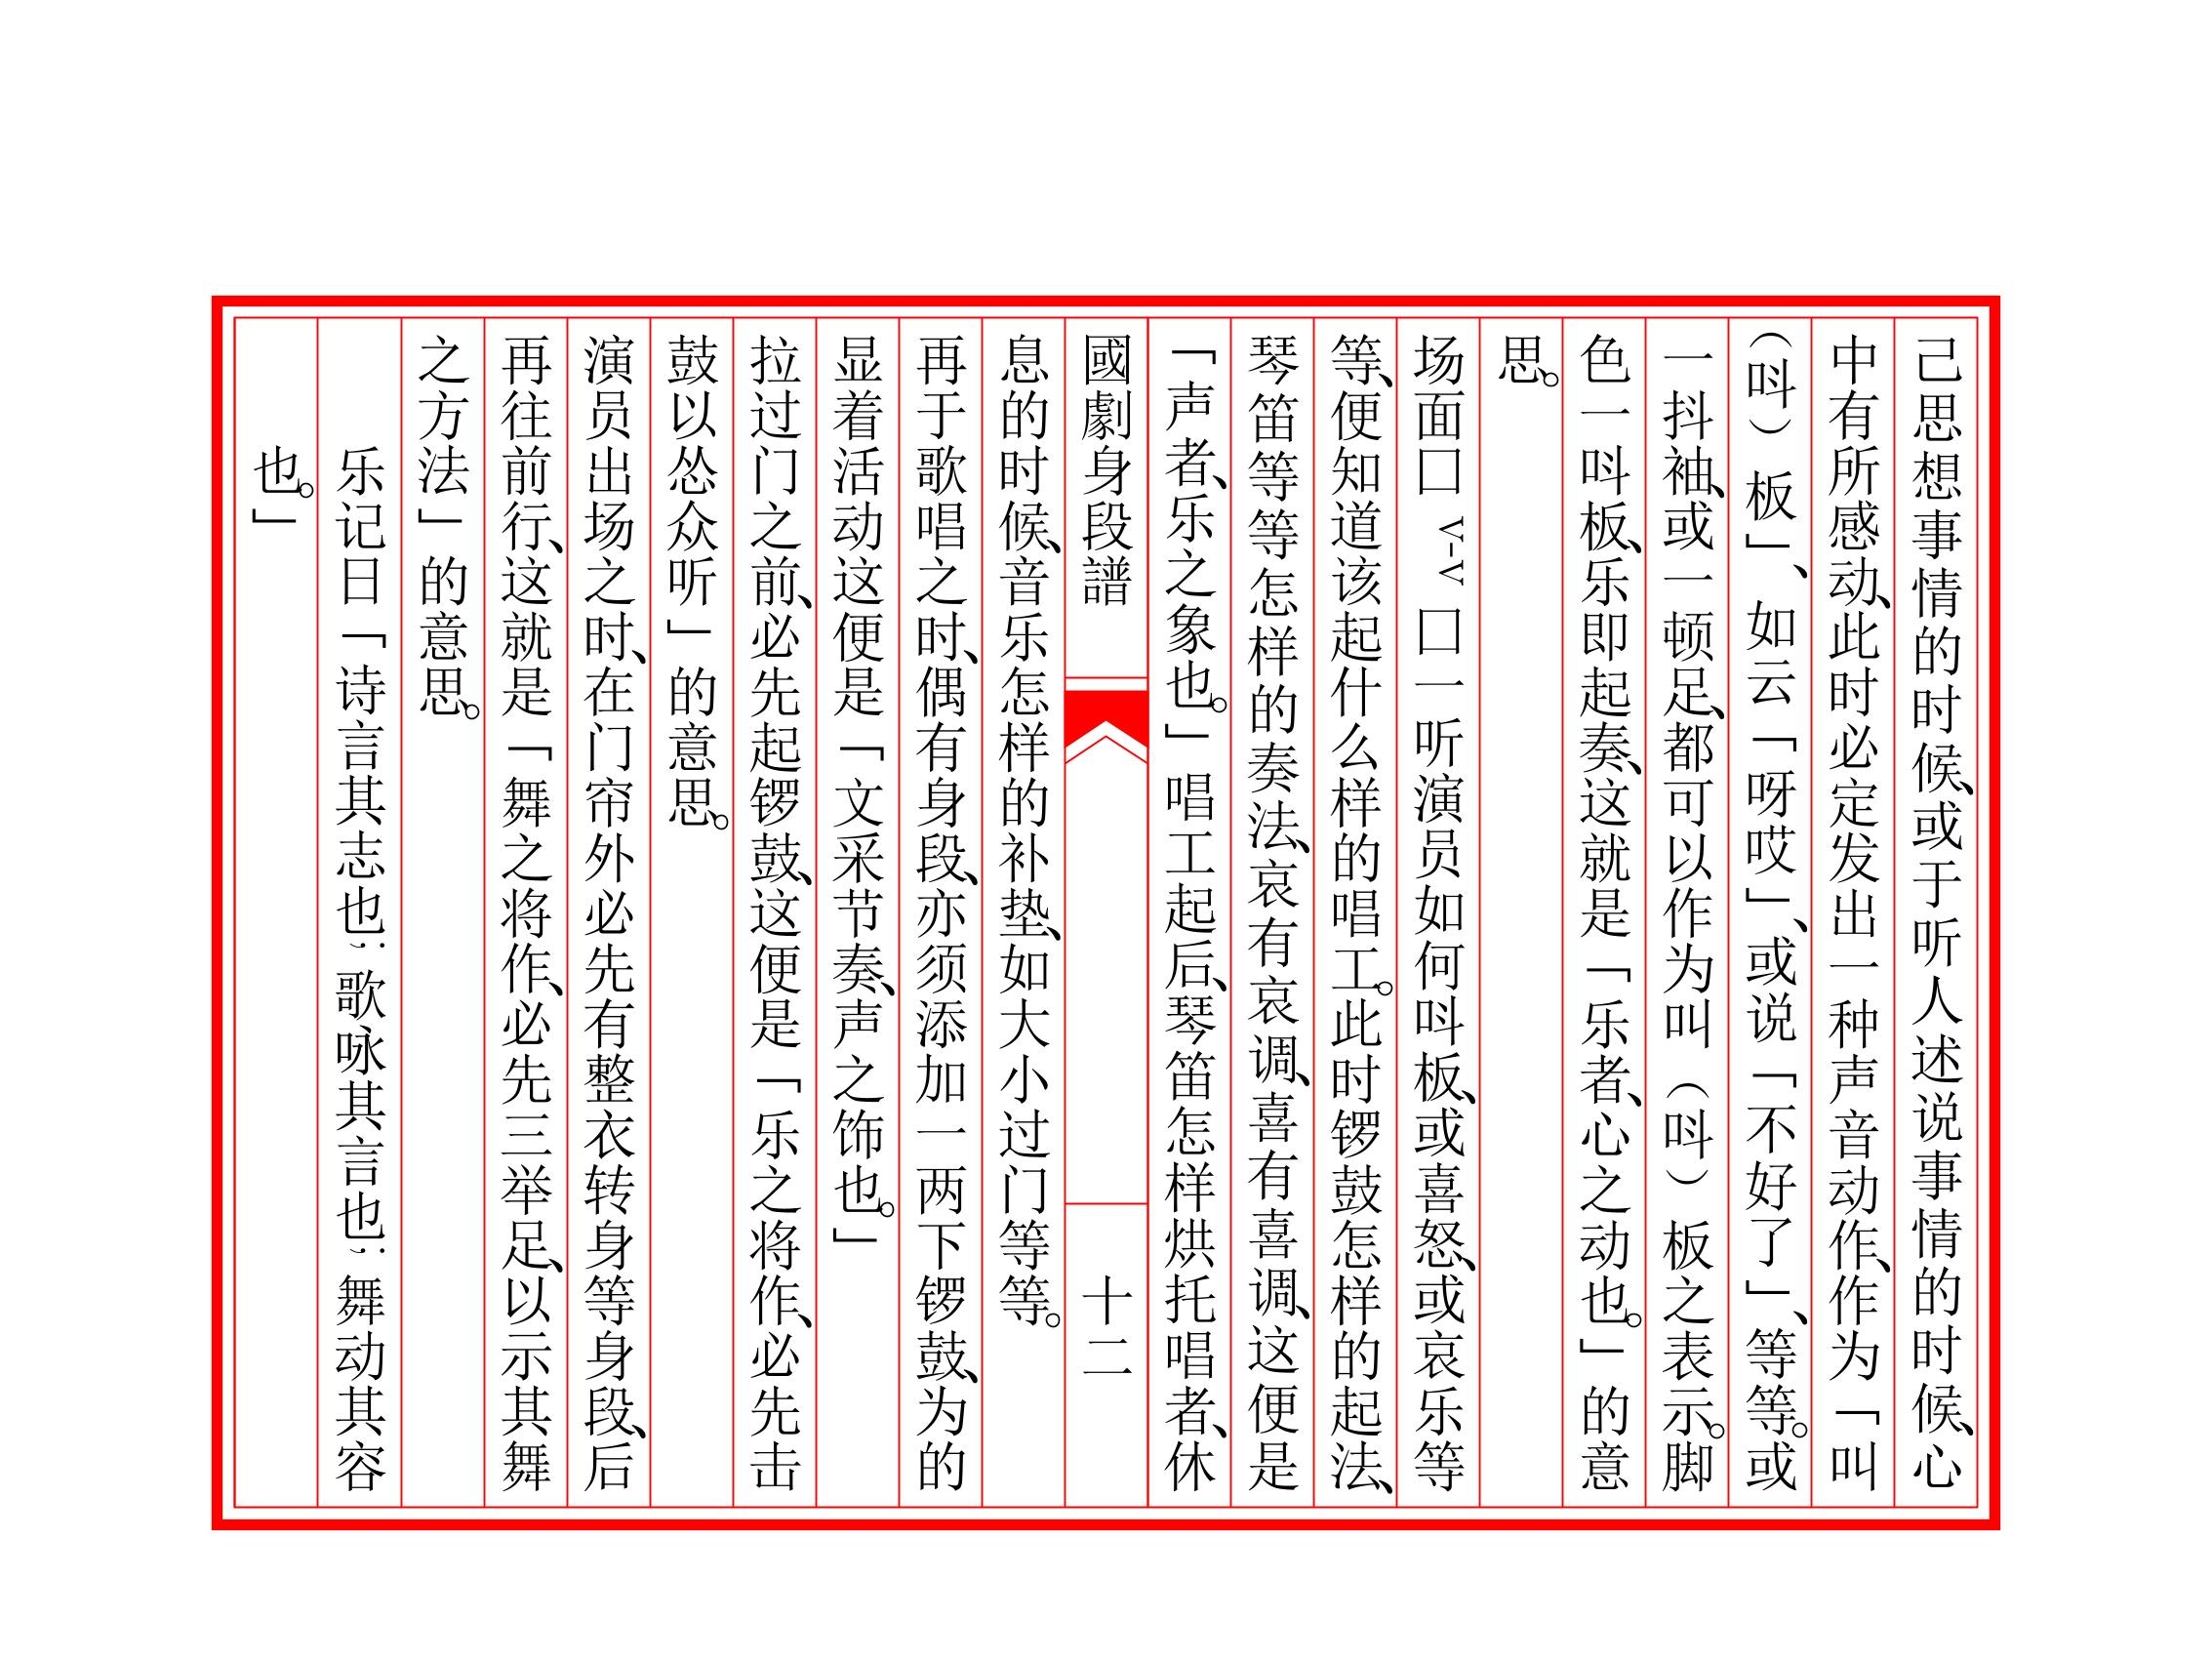 己思想事情的时候、或于听人述说事情的时候、心
中有所感动、此时必定发出一种声音动作、作为「叫
（呌）板」、如云「呀哎」、或说「不好了」、等等。或
一抖袖、或一顿足、都可以作为叫（呌）板之表示。脚
色一呌板、乐即起奏、这就是「乐者、心之动也。」的意
思。
场面囗v-v囗一听演员如何呌板、或喜怒、或哀乐等
等、便知道该起什么样的唱工。此时锣鼓怎样的起法、
琴笛等等怎样的奏法、哀有哀调、喜有喜调、这便是
「声者、乐之象也。」唱工起后、琴笛怎样烘托唱者、休
國劇身段譜
十二
息的时候、音乐怎样的补垫、如大小过门等等。
再于歌唱之时、偶有身段、亦须添加一两下锣鼓、为的
显着活动这便是「文采节奏、声之饰也。」
拉过门之前、必先起锣鼓、这便是「乐之将作、必先击
鼓以怂众听」的意思。
演员出场之时、在门帘外必先有整衣转身等身段、后
再往前行、这就是「舞之将作、必先三举足、以示其舞
之方法」的意思。
乐记日「诗言其志也；歌咏其言也；舞动其容
也。」